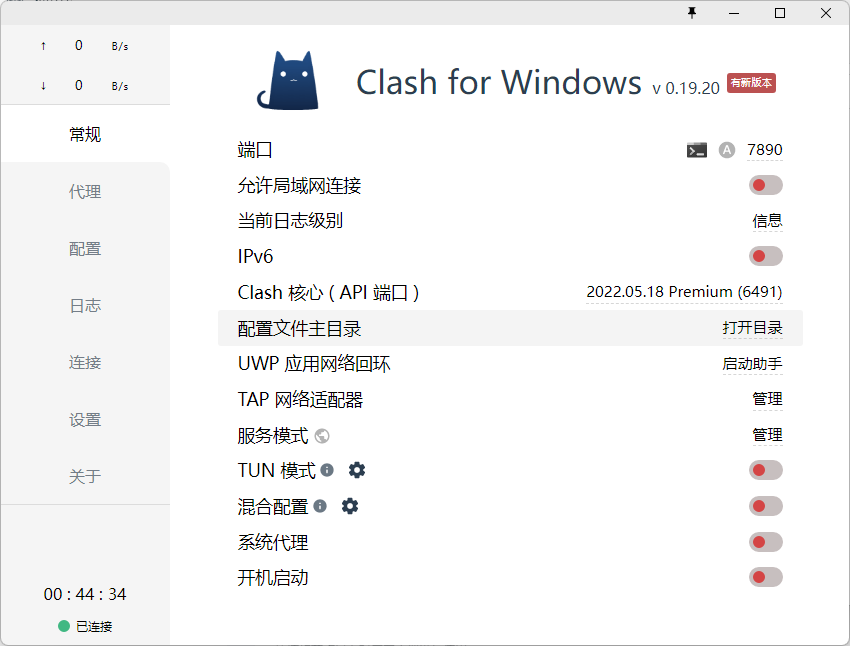 ↑ 0 B/s
↓ 0 B/s
常规
代理
配置
日志
连接
设置
关于
00 : 44 : 34
已连接
Clash for Windows v 0.19.20 有新版本
端口 A 7890
允许局域网连接
当前日志级别 信息
IPv6
Clash 核心 ( API 端口 ) 2022.05.18 Premium (6491)
配置文件主目录 打开目录
UWP 应用网络回环 启动助手
TAP 网络适配器 管理
服务模式 管理
TUN 模式
混合配置
系统代理
开机启动